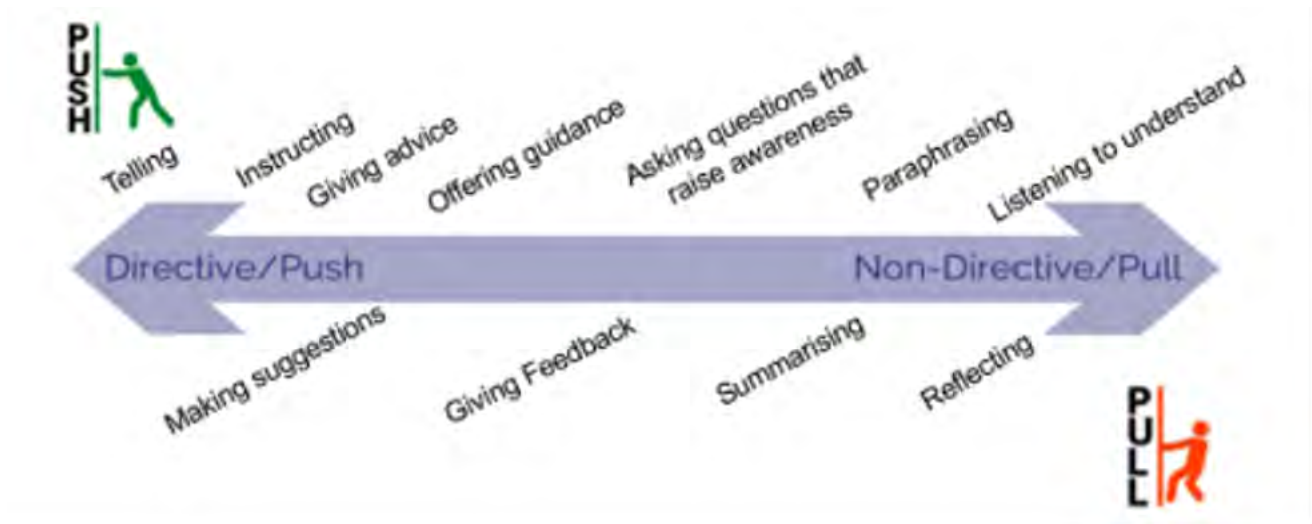 PUSH
Telling
Instructing
Giving advice
Offering guidance
Asking questions that
raise awareness
Paraphrasing
Listening to understand
Directive/Push
Non-Directive/Pull
Making suggestions
Giving Feedback
Summarising
Reflecting
PULL